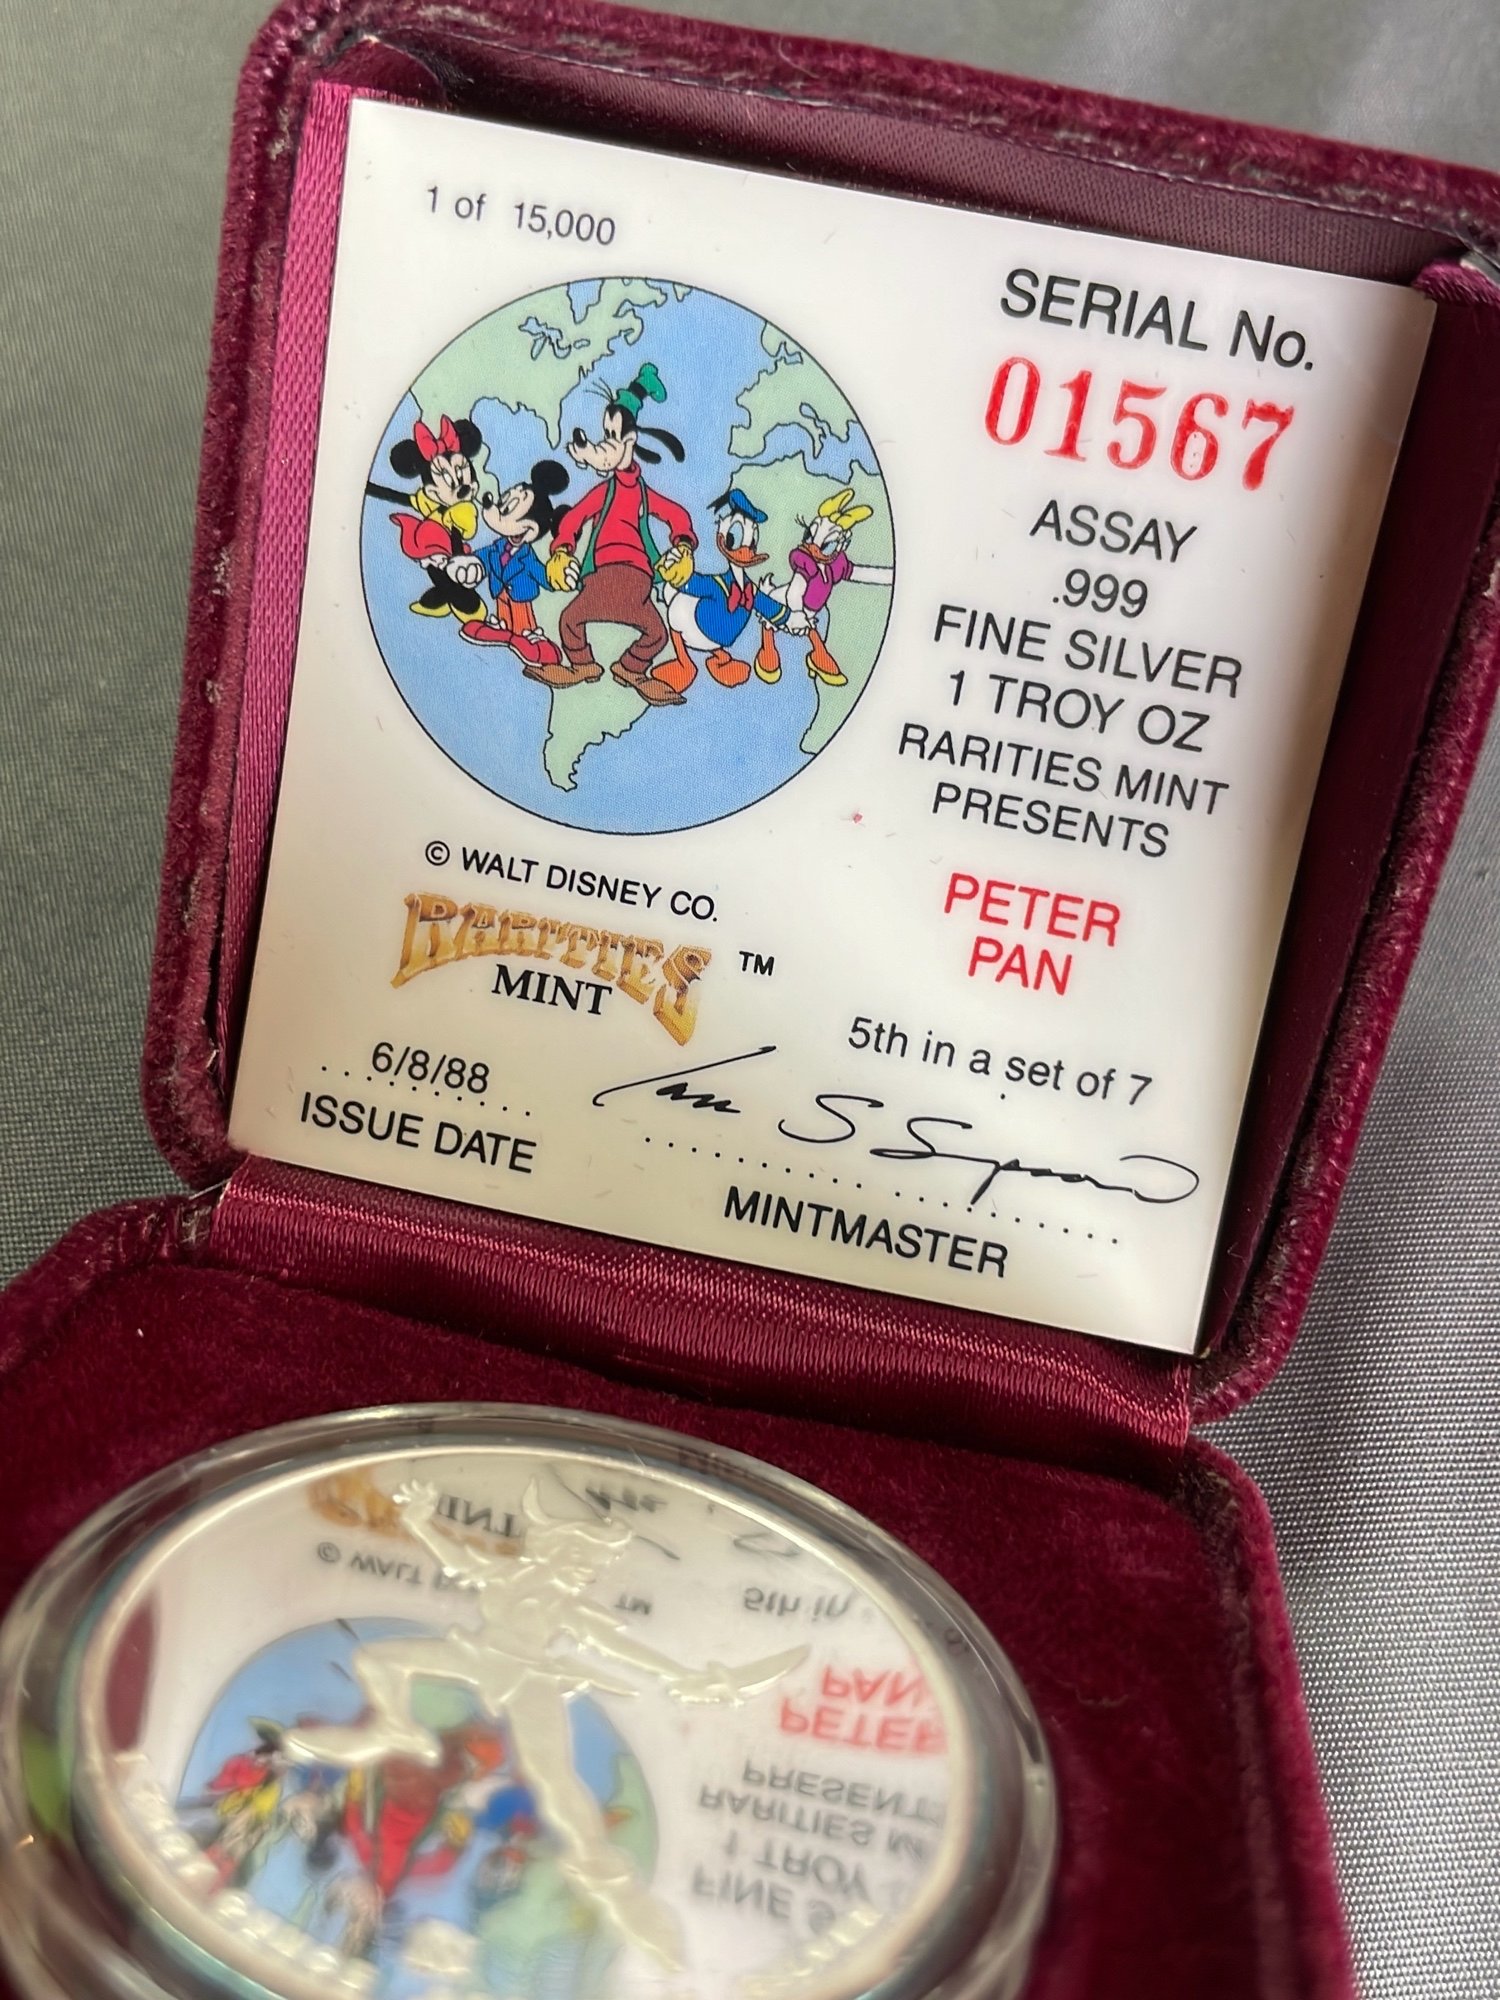 1 of 15,000
SERIAL No.
01567
ASSAY
.999
FINE SILVER
1 TROY OZ
RARITIES MINT
PRESENTS
PETER
PAN
5th in a set of 7
© WALT DISNEY CO.
RARITIES ™
MINT
6/8/88
ISSUE DATE
MINTMASTER